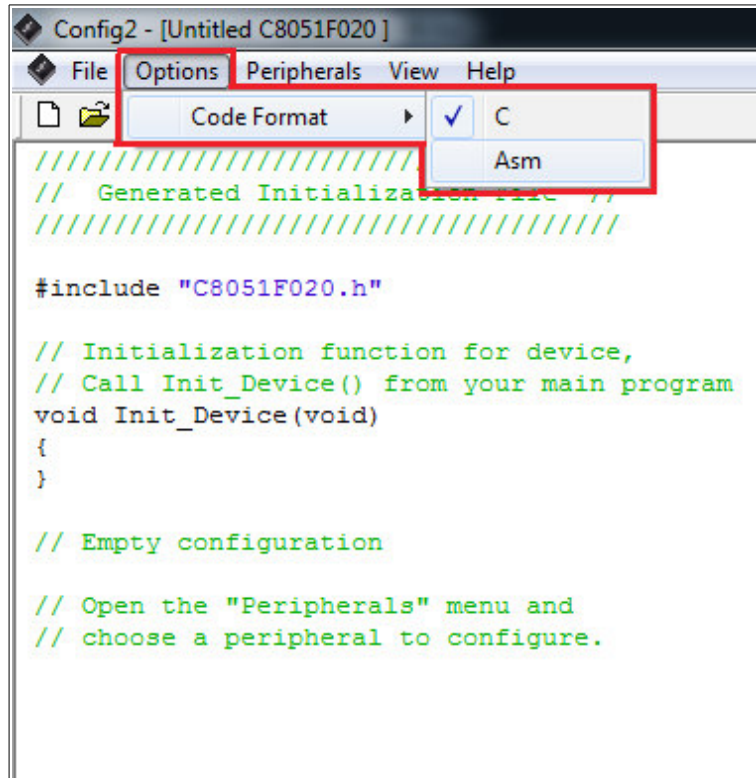 Config2 - [Untitled C8051F020 ]
File Options Peripherals View Help
Code Format C
Asm
///////////////////////
// Generated Initialization //
/////////////////////////////////////
#include "C8051F020.h"
// Initialization function for device,
// Call Init_Device() from your main program
void Init_Device(void)
{
}
// Empty configuration
// Open the "Peripherals" menu and
// choose a peripheral to configure.